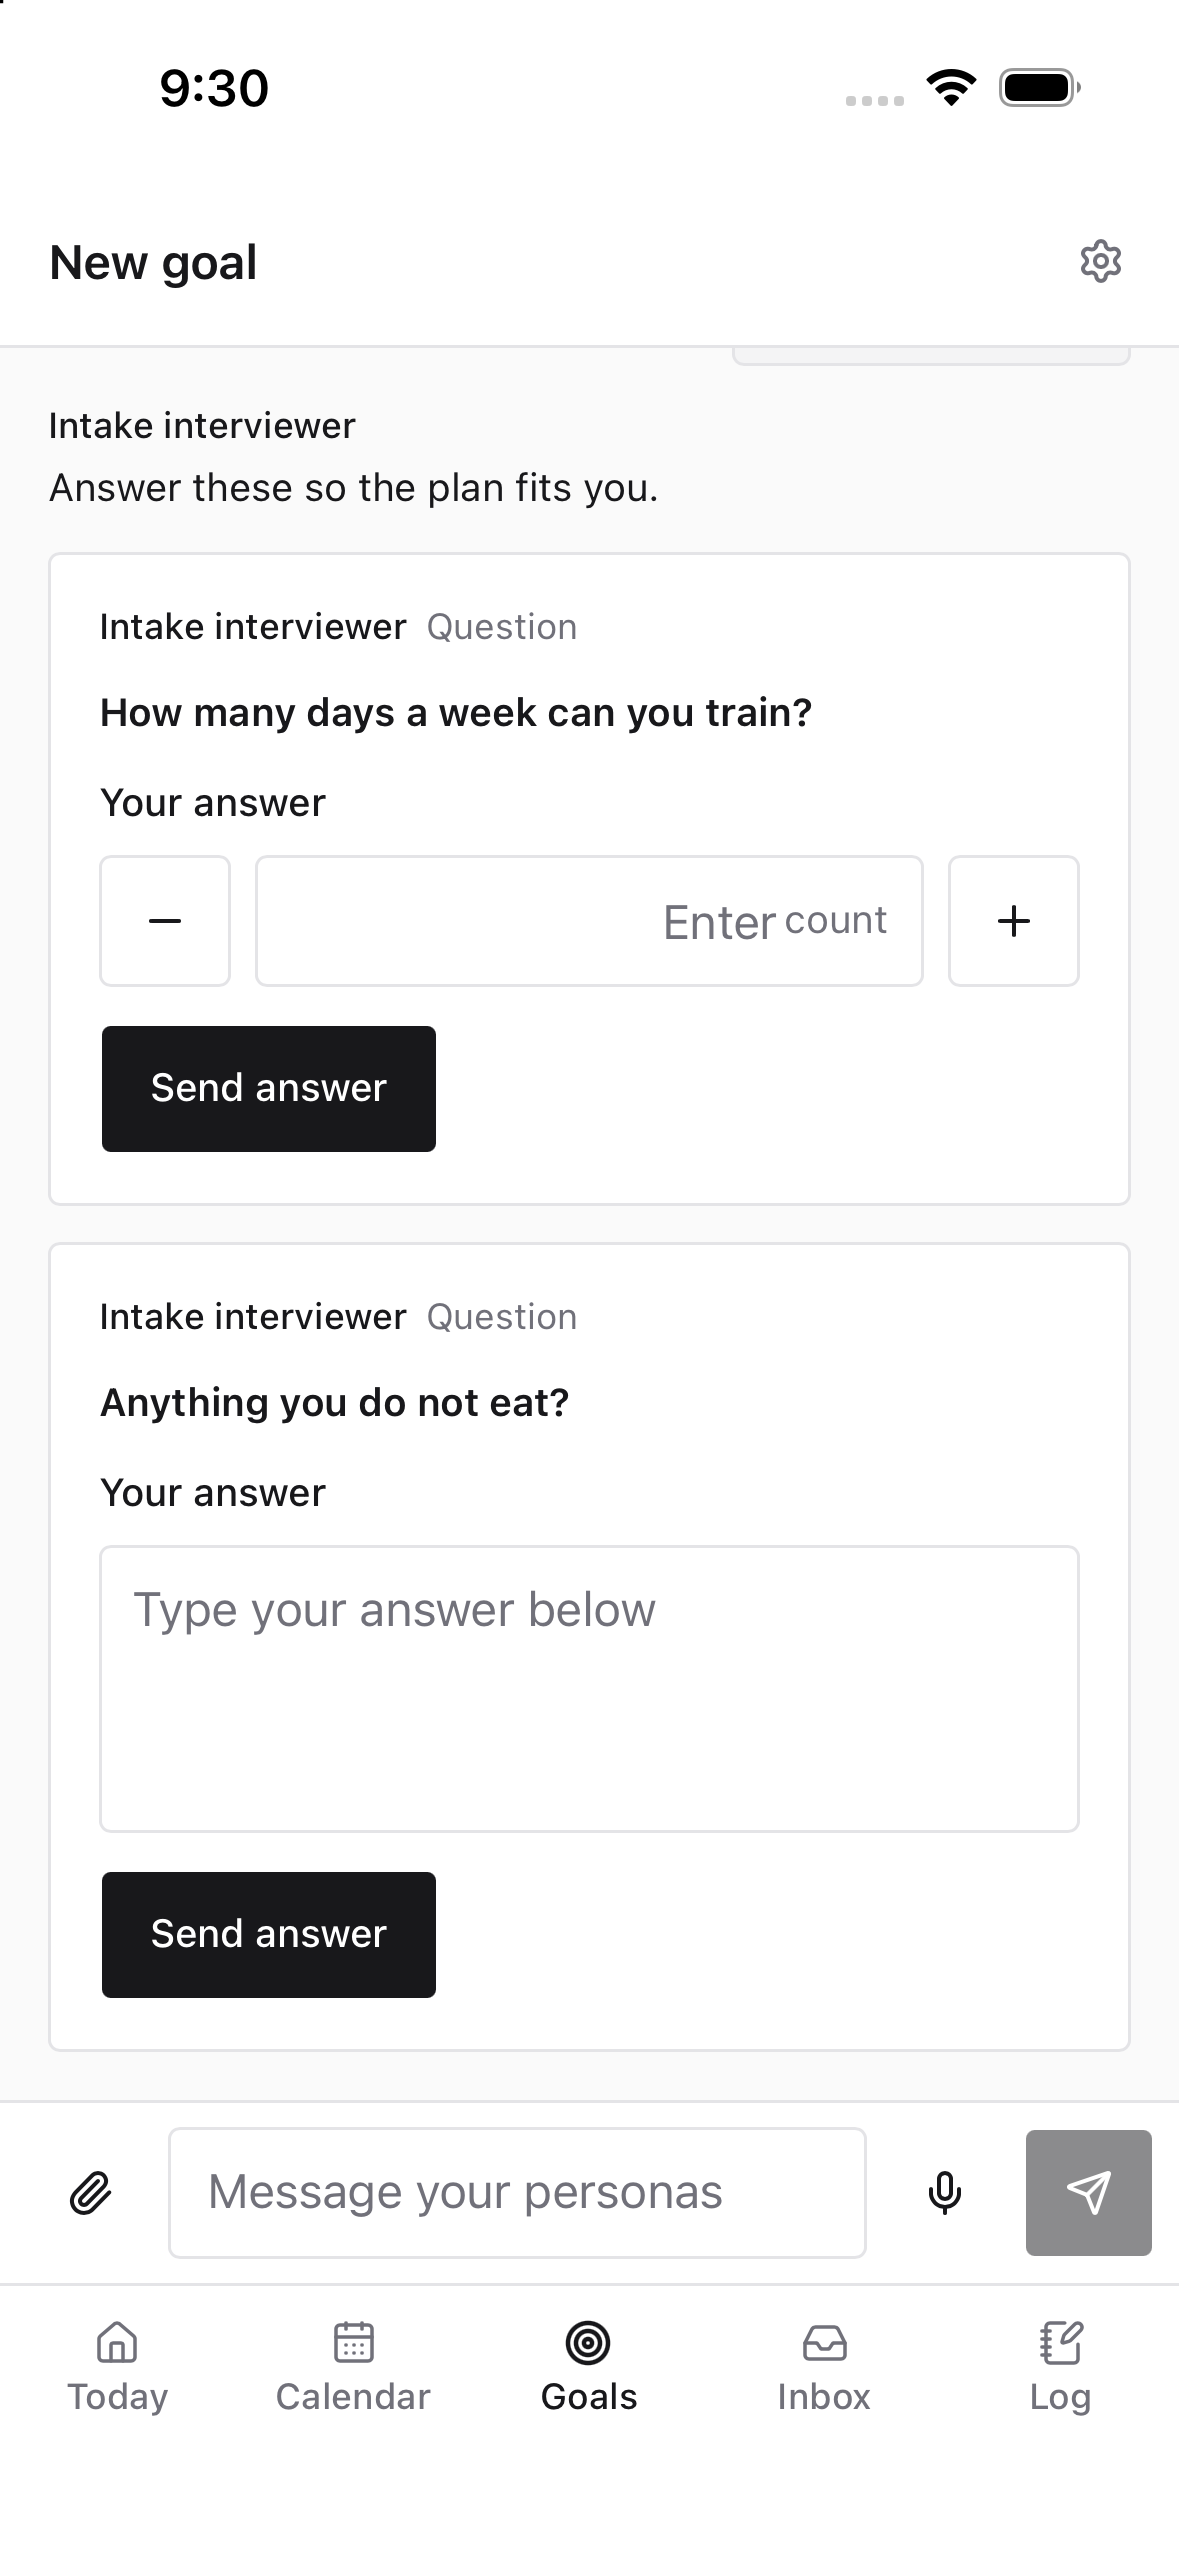 9:30
New goal
Intake interviewer
Answer these so the plan fits you.
Intake interviewer Question
How many days a week can you train?
Your answer
Enter count
Send answer
Intake interviewer Question
Anything you do not eat?
Your answer
Type your answer below
Send answer
Message your personas
Today Calendar Goals Inbox Log